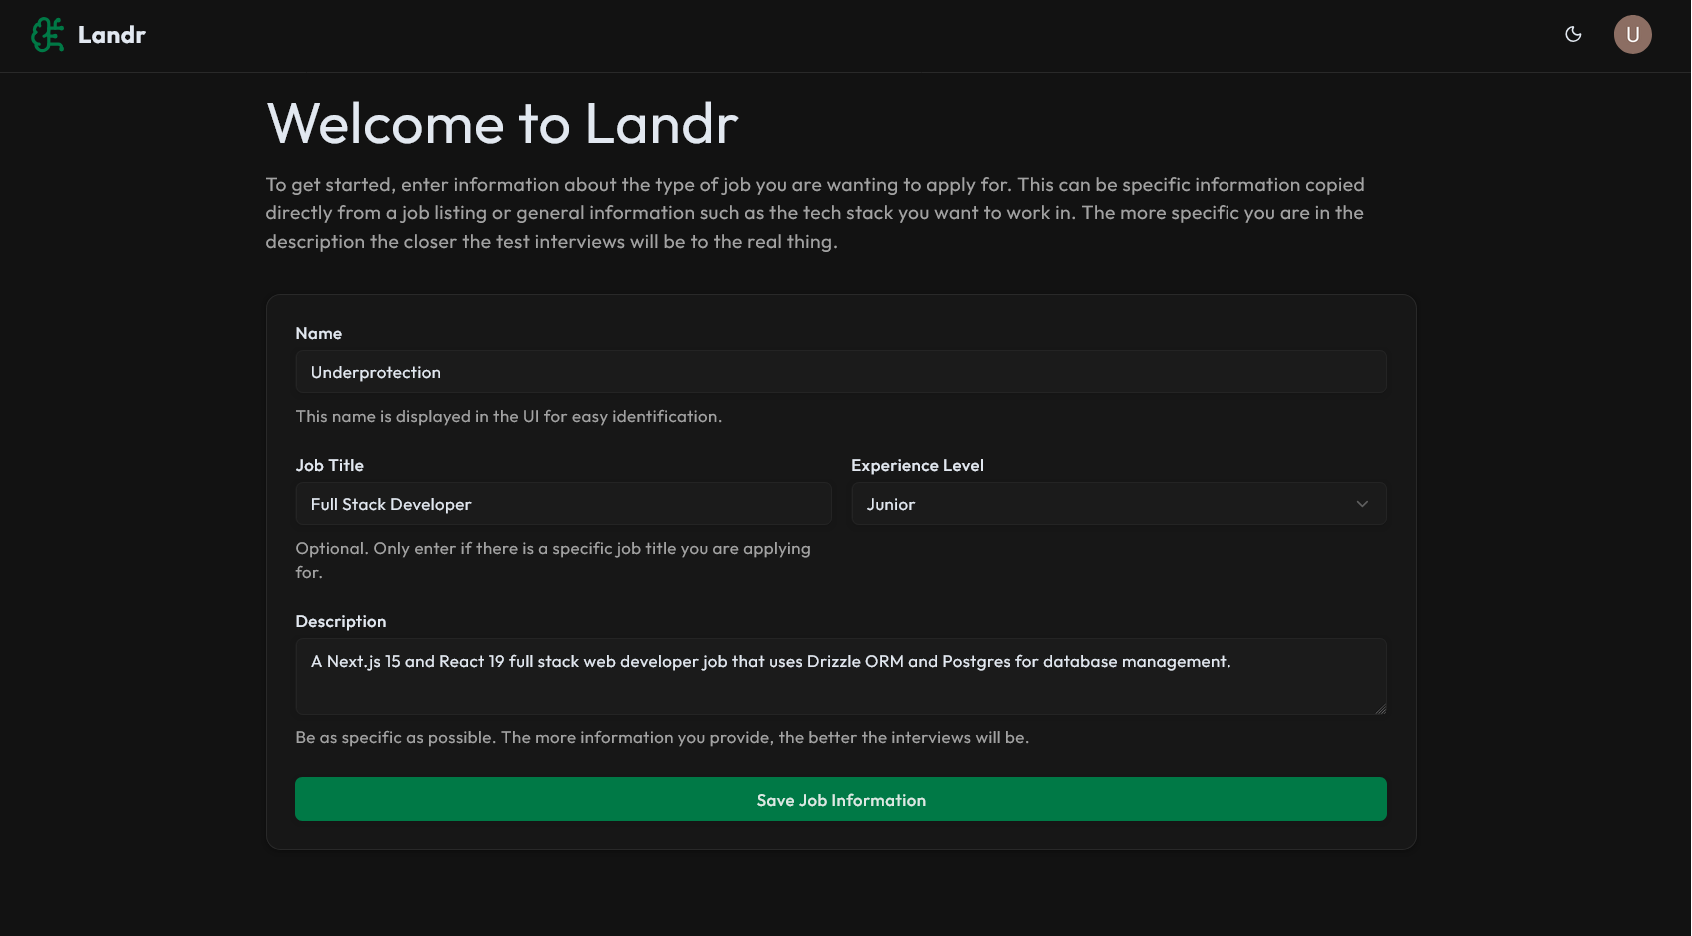 Landr
U
Welcome to Landr
To get started, enter information about the type of job you are wanting to apply for. This can be specific information copied
directly from a job listing or general information such as the tech stack you want to work in. The more specific you are in the
description the closer the test interviews will be to the real thing.
Name
Underprotection
This name is displayed in the UI for easy identification.
Job Title
Full Stack Developer
Optional. Only enter if there is a specific job title you are applying
for.
Experience Level
Junior
Description
A Next.js 15 and React 19 full stack web developer job that uses Drizzle ORM and Postgres for database management.
Be as specific as possible. The more information you provide, the better the interviews will be.
Save Job Information